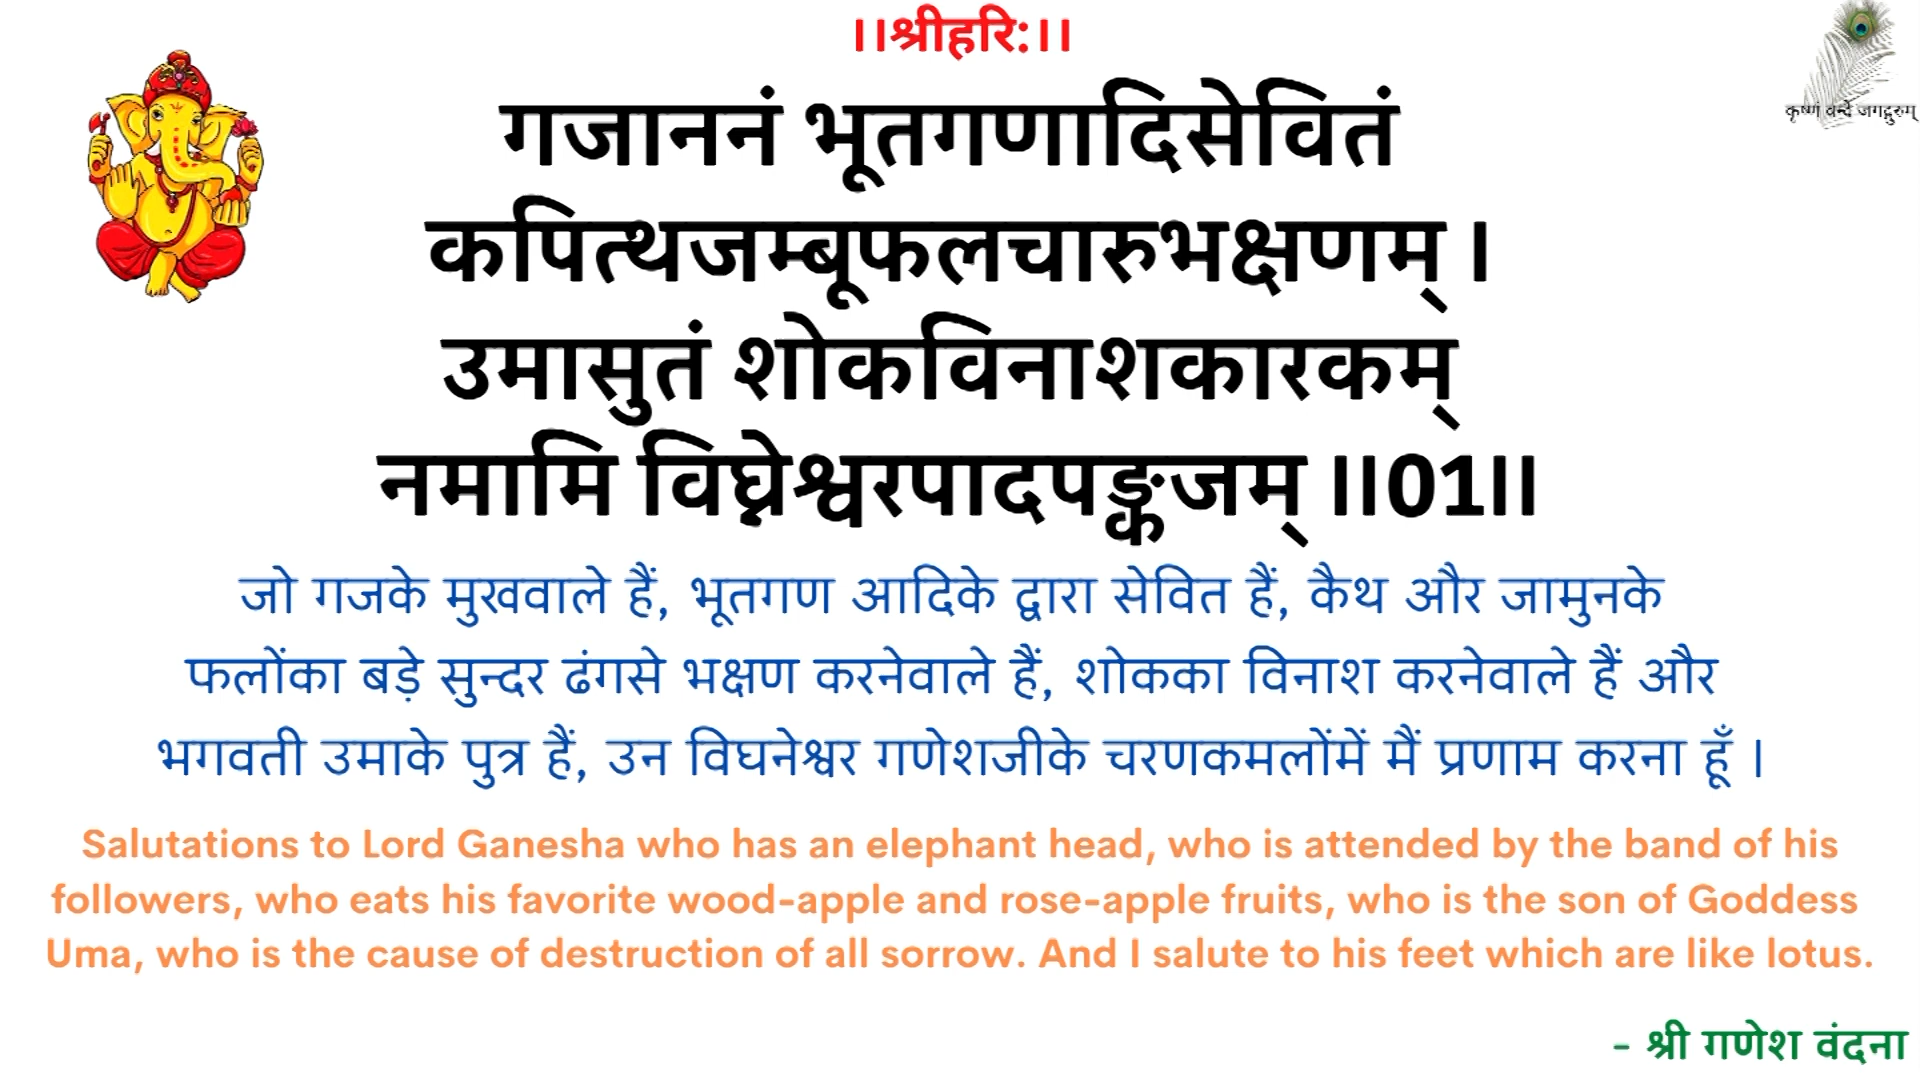 ।।श्रीहरि:।।
कृष्णं वन्दे जगद्गुरुम्
गजाननं भूतगणादिसेवितं
कपित्थजम्बूफलचारुभक्षणम् ।
उमासुतं शोकविनाशकारकम्
नमामि विघ्नेश्वरपादपङ्कजम् ।।01।।
जो गजके मुखवाले हैं, भूतगण आदिके द्वारा सेवित हैं, कैथ और जामुनके
फलोंका बड़े सुन्दर ढंगसे भक्षण करनेवाले हैं, शोकका विनाश करनेवाले हैं और
भगवती उमाके पुत्र हैं, उन विघनेश्वर गणेशजीके चरणकमलोंमें मैं प्रणाम करना हूँ ।
Salutations to Lord Ganesha who has an elephant head, who is attended by the band of his
followers, who eats his favorite wood-apple and rose-apple fruits, who is the son of Goddess
Uma, who is the cause of destruction of all sorrow. And I salute to his feet which are like lotus.
- श्री गणेश वंदना